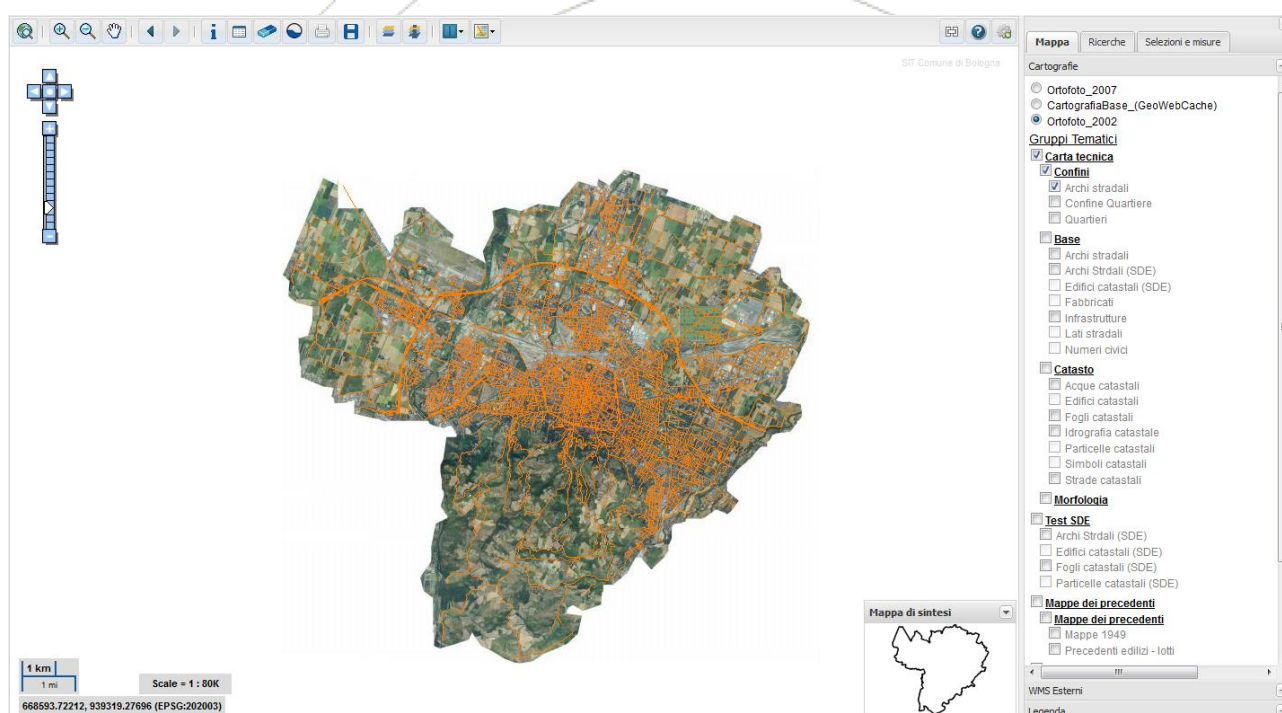 SIT Comune di Bologna
1 km
1 mi
Scale = 1 : 80K
668593.72212, 939319.27696 (EPSG:202003)
Mappa di sintesi
Mappa
Ricerche
Selezioni e misure
Cartografie
Ortofoto_2007
CartografiaBase_(GeoWebCache)
Ortofoto_2002
Gruppi Tematici
Carta tecnica
Confini
Archi stradali
Confine Quartiere
Quartieri
Base
Archi stradali
Archi Strdali (SDE)
Edifici catastali (SDE)
Fabbricati
Infrastrutture
Lati stradali
Numeri civici
Catasto
Acque catastali
Edifici catastali
Fogli catastali
Idrografia catastale
Particelle catastali
Simboli catastali
Strade catastali
Morfologia
Test SDE
Archi Strdali (SDE)
Edifici catastali (SDE)
Fogli catastali (SDE)
Particelle catastali (SDE)
Mappe dei precedenti
Mappe dei precedenti
Mappe 1949
Precedenti edilizi - lotti
WMS Esterni
Legenda